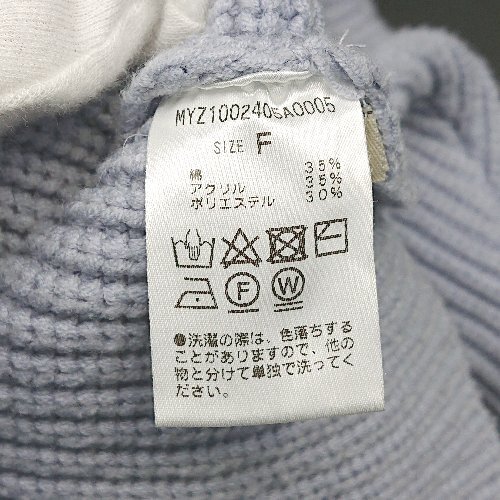 MYZ1002405A0005
SIZE F
綿 35%
アクリル 35%
ポリエステル 30%
F W
●洗濯の際は、色落ちする
ことがありますので、他の
物と分けて単独で洗ってく
ださい。